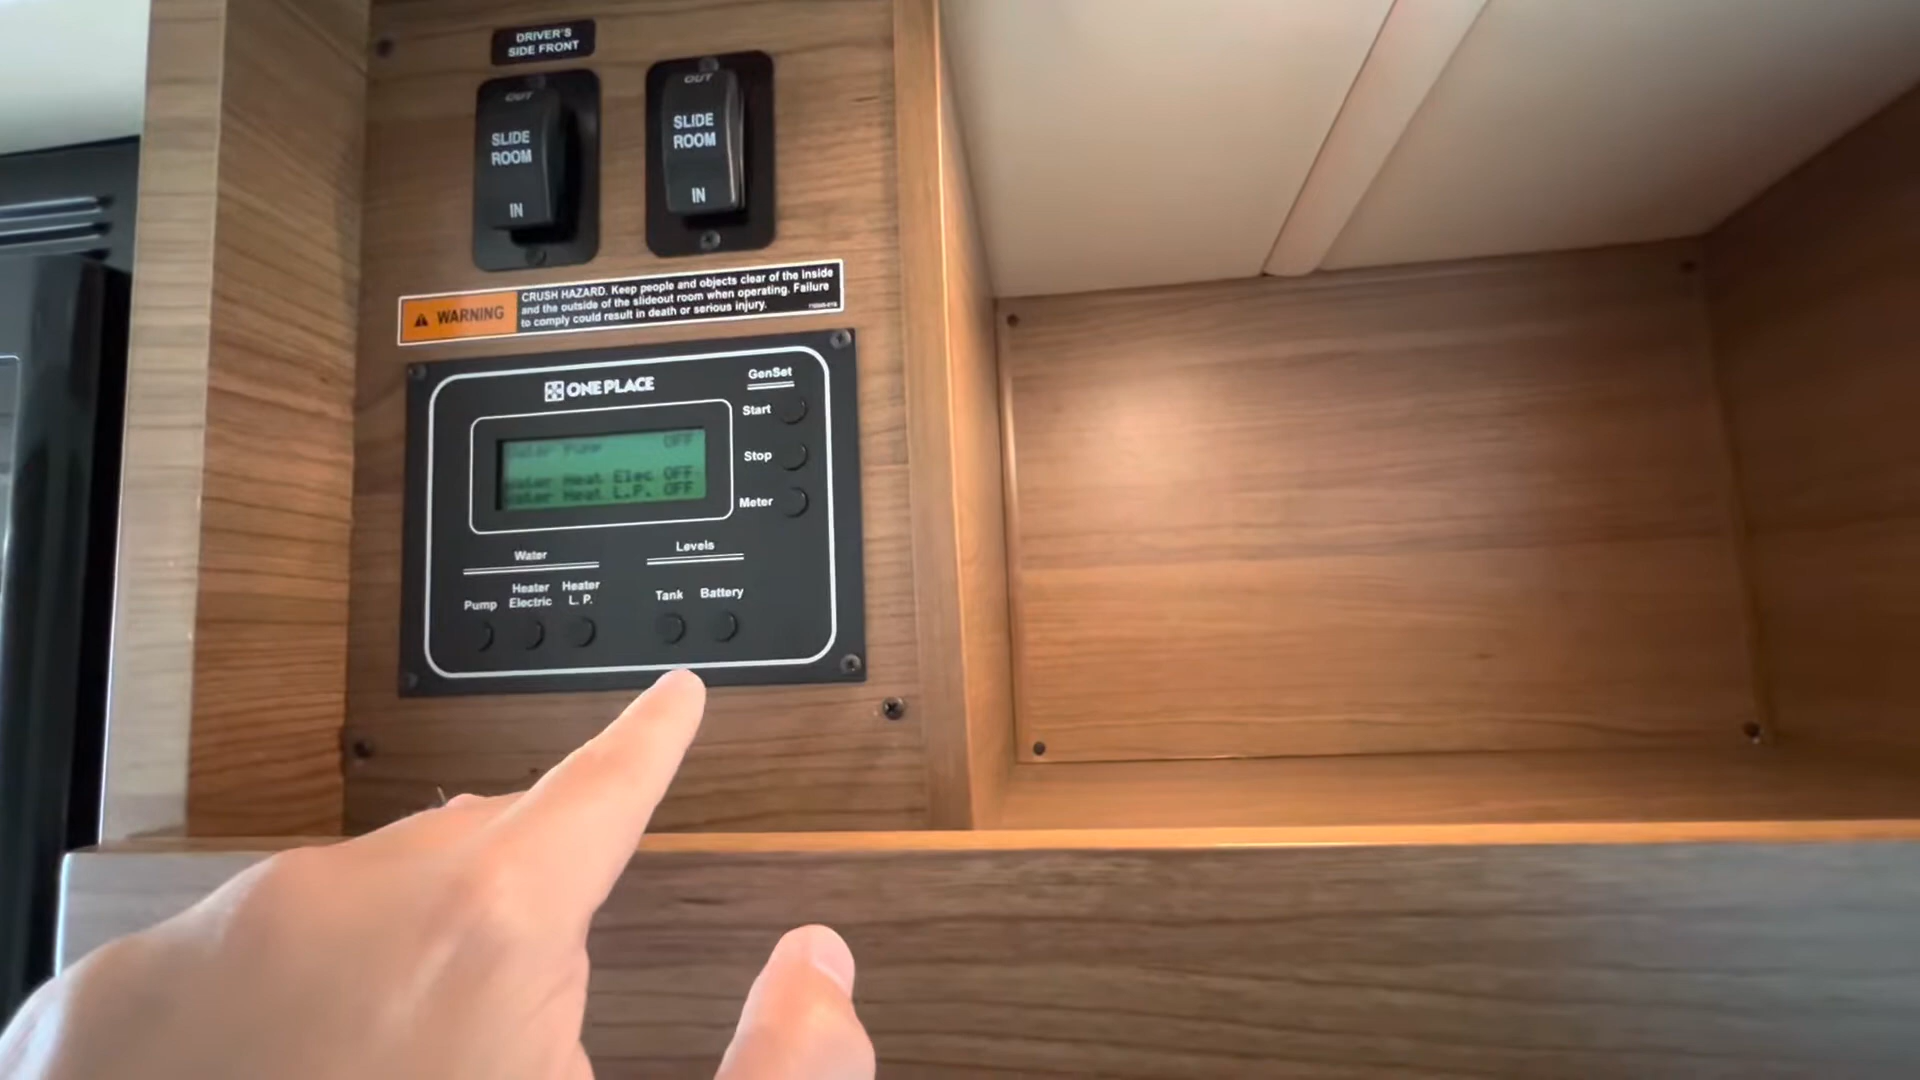 DRIVER'S
SIDE FRONT
OUT
SLIDE
ROOM
IN
OUT
SLIDE
ROOM
IN
WARNING
CRUSH HAZARD. Keep people and objects clear of the inside
and the outside of the slideout room when operating. Failure
to comply could result in death or serious injury.
ONE PLACE
GenSet
Start
Stop
Meter
Water Pump OFF
Water Heat Elec OFF
Water Heat L.P. OFF
Water
Pump
Heater
Electric
Heater
L. P.
Levels
Tank
Battery